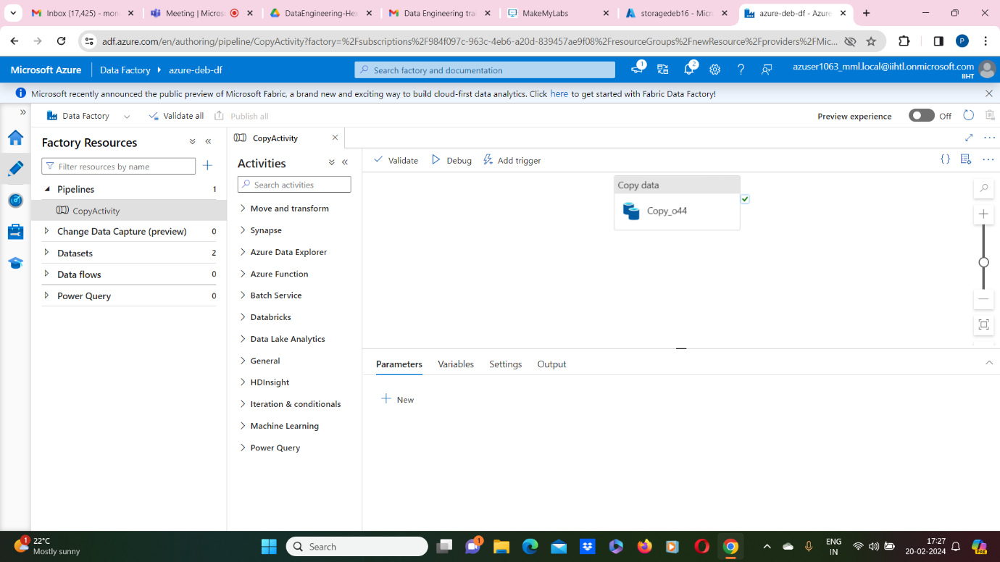 Inbox (17,425) - mon
Meeting | Micros
DataEngineering-Hex
Data Engineering tra
MakeMyLabs
storagedeb16 - Micr
azure-deb-df - Azure
adf.azure.com/en/authoring/pipeline/CopyActivity?factory=%2Fsubscriptions%2F984f097c-963c-4eb6-a20d-839457ae9f08%2FresourceGroups%2FnewResource%2Fproviders%2FMic...
P
Microsoft Azure
Data Factory
azure-deb-df
Search factory and documentation
1
2
azuser1063_mml.local@iihtl.onmicrosoft.com
IIHT
Microsoft recently announced the public preview of Microsoft Fabric, a brand new and exciting way to build cloud-first data analytics. Click here to get started with Fabric Data Factory!
Data Factory
Validate all
Publish all
Preview experience
Off
Factory Resources
CopyActivity
Filter resources by name
Pipelines 1
CopyActivity
Change Data Capture (preview) 0
Datasets 2
Data flows 0
Power Query 0
Activities
Search activities
Move and transform
Synapse
Azure Data Explorer
Azure Function
Batch Service
Databricks
Data Lake Analytics
General
HDInsight
Iteration & conditionals
Machine Learning
Power Query
Validate
Debug
Add trigger
Copy data
Copy_o44
Parameters
Variables
Settings
Output
New
1
22°C
Mostly sunny
Search
1
ENG
IN
17:27
20-02-2024
PRE